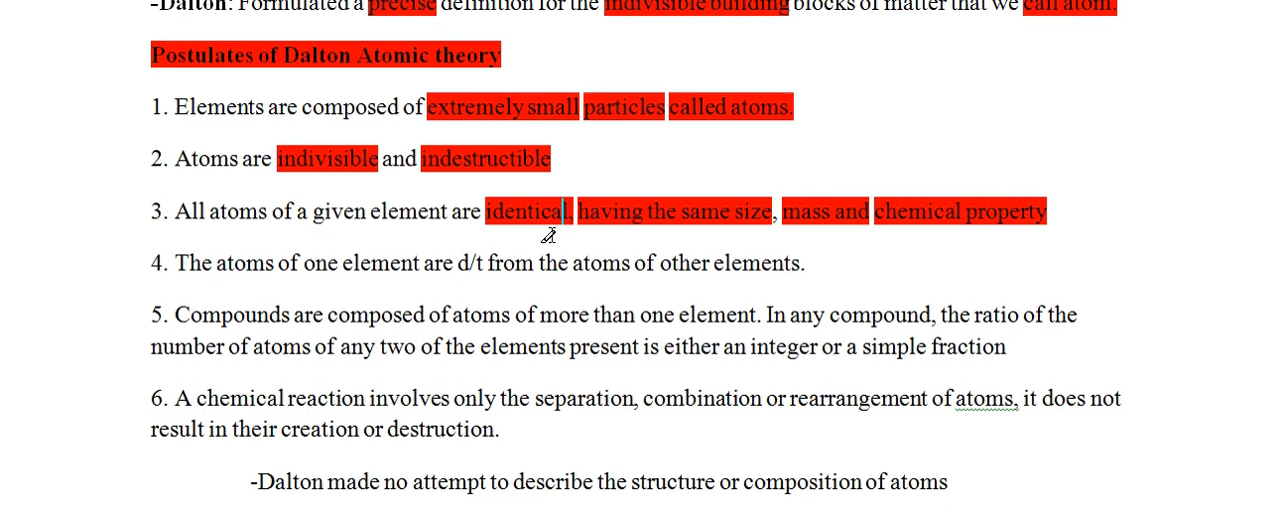 -Dalton: Formulated a precise definition for the indivisible building blocks of matter that we call atom.
Postulates of Dalton Atomic theory
1. Elements are composed of extremely small particles called atoms.
2. Atoms are indivisible and indestructible
3. All atoms of a given element are identical, having the same size, mass and chemical property
4. The atoms of one element are d/t from the atoms of other elements.
5. Compounds are composed of atoms of more than one element. In any compound, the ratio of the
number of atoms of any two of the elements present is either an integer or a simple fraction
6. A chemical reaction involves only the separation, combination or rearrangement of atoms, it does not
result in their creation or destruction.
-Dalton made no attempt to describe the structure or composition of atoms